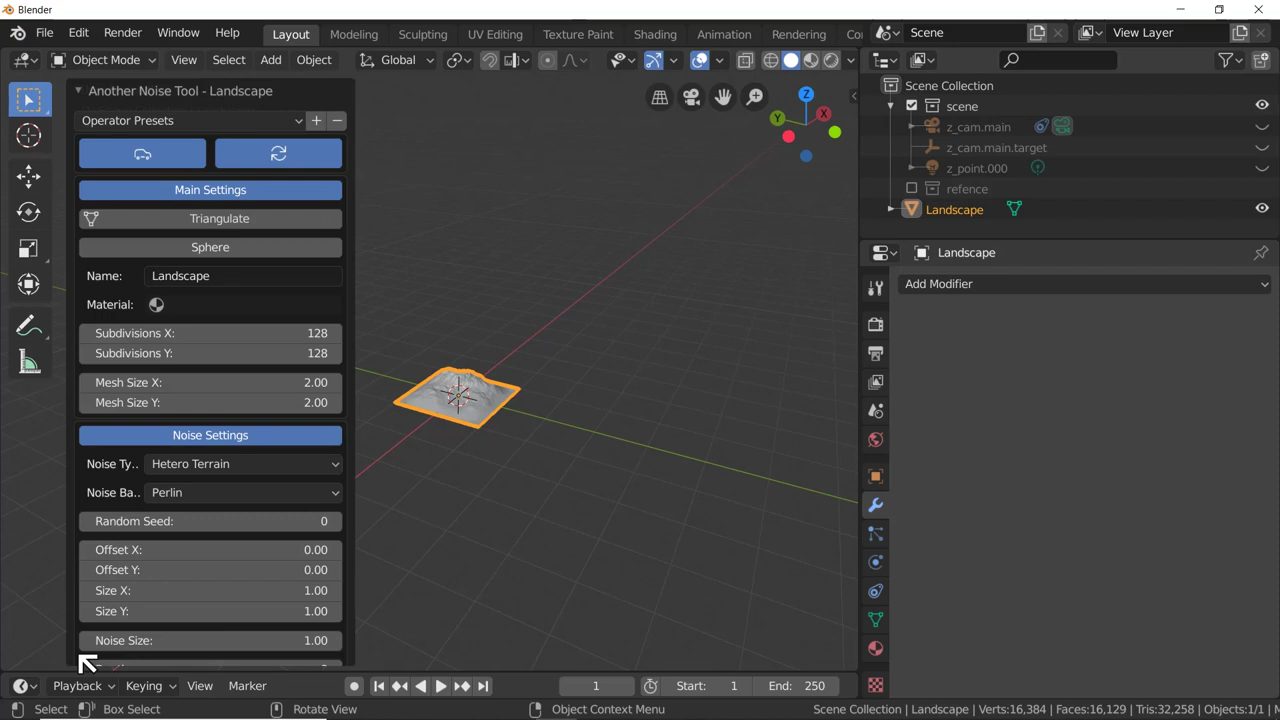 Blender
File Edit Render Window Help Layout Modeling Sculpting UV Editing Texture Paint Shading Animation Rendering Scene View Layer
Object Mode View Select Add Object Global
Another Noise Tool - Landscape
Operator Presets
Main Settings
Triangulate
Sphere
Name: Landscape
Material:
Subdivisions X: 128
Subdivisions Y: 128
Mesh Size X: 2.00
Mesh Size Y: 2.00
Noise Settings
Noise Ty.. Hetero Terrain
Noise Ba.. Perlin
Random Seed: 0
Offset X: 0.00
Offset Y: 0.00
Size X: 1.00
Size Y: 1.00
Noise Size: 1.00
Z
Y
X
Scene Collection
scene
z_cam.main
z_cam.main.target
z_point.000
refence
Landscape
Landscape
Add Modifier
Playback Keying View Marker 1 Start: 1 End: 250
Select Box Select Rotate View Object Context Menu Scene Collection | Landscape | Verts:16,384 | Faces:16,129 | Tris:32,258 | Objects:1/1 |